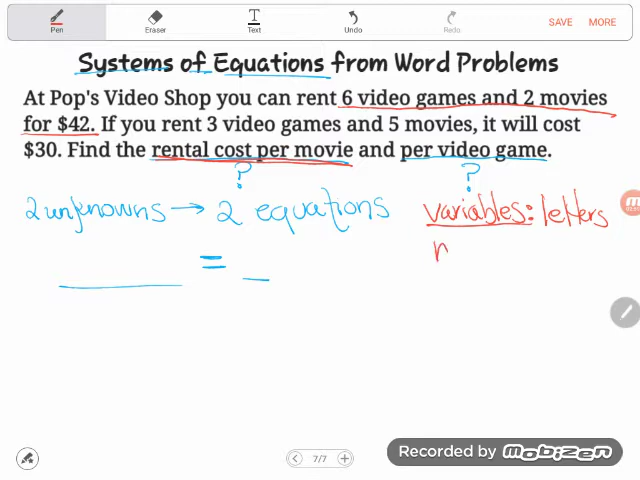 Pen Eraser Text Undo Redo SAVE MORE
Systems of Equations from Word Problems
At Pop's Video Shop you can rent 6 video games and 2 movies
for $42. If you rent 3 video games and 5 movies, it will cost
$30. Find the rental cost per movie and per video game.
? ?
2 unknowns → 2 equations variables: letters
=
7/7
Recorded by mobizen